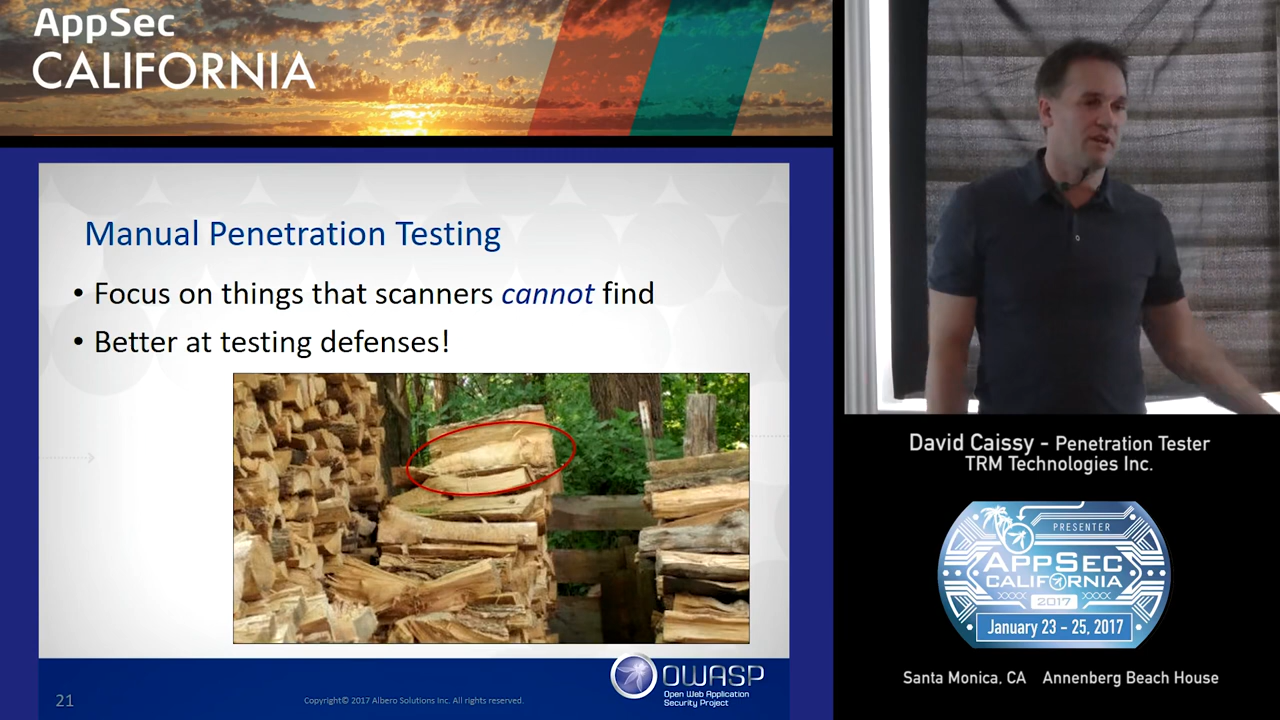 AppSec
CALIFORNIA
Manual Penetration Testing
• Focus on things that scanners cannot find
• Better at testing defenses!
21
Copyright© 2017 Albero Solutions Inc. All rights reserved.
OWASP
Open Web Application
Security Project
David Caissy - Penetration Tester
TRM Technologies Inc.
PRESENTER
APPSEC
CALIFORNIA
2017
January 23 - 25, 2017
Santa Monica, CA Annenberg Beach House